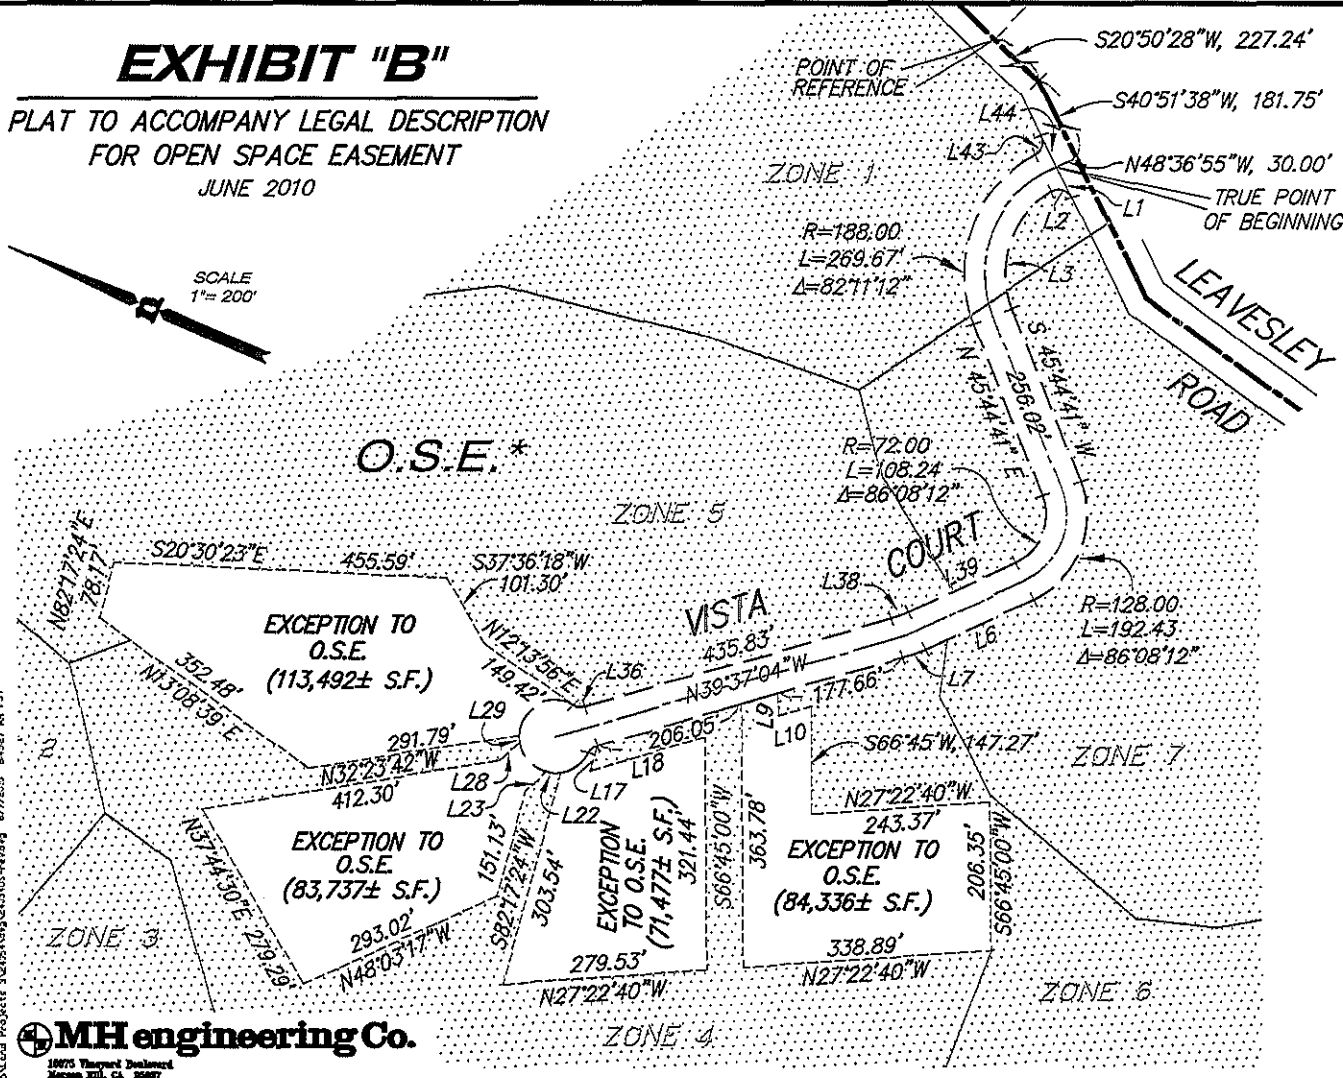 EXHIBIT "B"
PLAT TO ACCOMPANY LEGAL DESCRIPTION
FOR OPEN SPACE EASEMENT
JUNE 2010
SCALE
1"= 200'
S20°50'28"W, 227.24'
POINT OF
REFERENCE
S40°51'38"W, 181.75'
L44
L43
N48°36'55"W, 30.00'
TRUE POINT
OF BEGINNING
L1
L2
L3
ZONE 1
R=188.00
L=269.67'
Δ=82°11'12"
LEAVESLEY
ROAD
S 45°44'41" W
256.02'
N 45°44'41" E
O.S.E.*
R=72.00
L=108.24
Δ=86°08'12"
ZONE 5
COURT
L39
L38
VISTA
435.83'
N39°37'04"W
177.66'
206.05'
R=128.00
L=192.43
Δ=86°08'12"
L6
L7
L9
L10
S66°45'W, 147.27'
ZONE 7
N82°17'24"E
78.17'
S20°30'23"E
455.59'
S37°36'18"W
101.30'
EXCEPTION TO
O.S.E.
(113,492± S.F.)
N12°13'56"E
149.42'
L36
352.48'
N13°08'39" E
L29
291.79'
N32°23'42"W
412.30'
L28
L23
L22
L17
L18
2
N37°44'30"E 279.29'
EXCEPTION TO
O.S.E.
(83,737± S.F.)
151.13'
S82°17'24"W
303.54'
293.02'
N48°03'17"W
ZONE 3
EXCEPTION
TO O.S.E.
(71,477± S.F.)
321.44'
S66°45'00"W
279.53'
N27°22'40"W
363.78'
N27°22'40"W
243.37'
EXCEPTION TO
O.S.E.
(84,336± S.F.)
206.35'
S66°45'00"W
338.89'
N27°22'40"W
ZONE 6
ZONE 4
MH engineering Co.
16075 Vineyard Boulevard
Morgan Hill, CA 95037